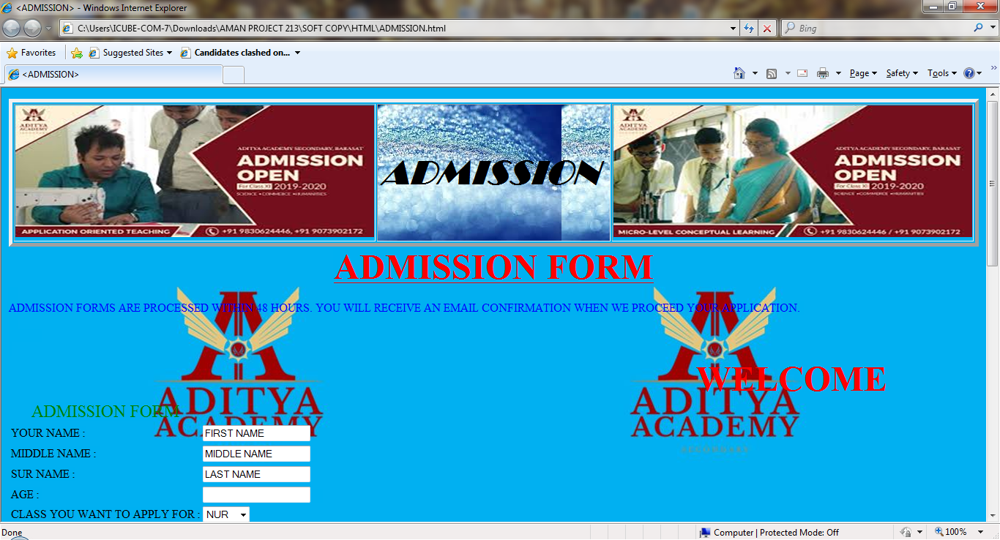 <ADMISSION> - Windows Internet Explorer
C:\Users\ICUBE-COM-7\Downloads\AMAN PROJECT 213\SOFT COPY\HTML\ADMISSION.html
Bing
Favorites
Suggested Sites
Candidates clashed on...
<ADMISSION>
Page
Safety
Tools
ADITYA
ACADEMY
ADITYA ACADEMY SECONDARY, BARASAT
ADMISSION
OPEN
For Class XI 2019-2020
SCIENCE • COMMERCE • HUMANITIES
APPLICATION ORIENTED TEACHING
+91 9830624446, +91 9073902172
ADMISSION
ADITYA
ACADEMY
ADITYA ACADEMY SECONDARY, BARASAT
ADMISSION
OPEN
For Class XI 2019-2020
SCIENCE • COMMERCE • HUMANITIES
MICRO-LEVEL CONCEPTUAL LEARNING
+91 9830624446 / +91 9073902172
ADMISSION FORM
ADMISSION FORMS ARE PROCESSED WITHIN 48 HOURS. YOU WILL RECEIVE AN EMAIL CONFIRMATION WHEN WE PROCEED YOUR APPLICATION.
WELCOME
ADITYA
ACADEMY
ADITYA
ACADEMY
SECONDARY
ADMISSION FORM
YOUR NAME : FIRST NAME
MIDDLE NAME : MIDDLE NAME
SUR NAME : LAST NAME
AGE :
CLASS YOU WANT TO APPLY FOR : NUR
Done
Computer | Protected Mode: Off
100%